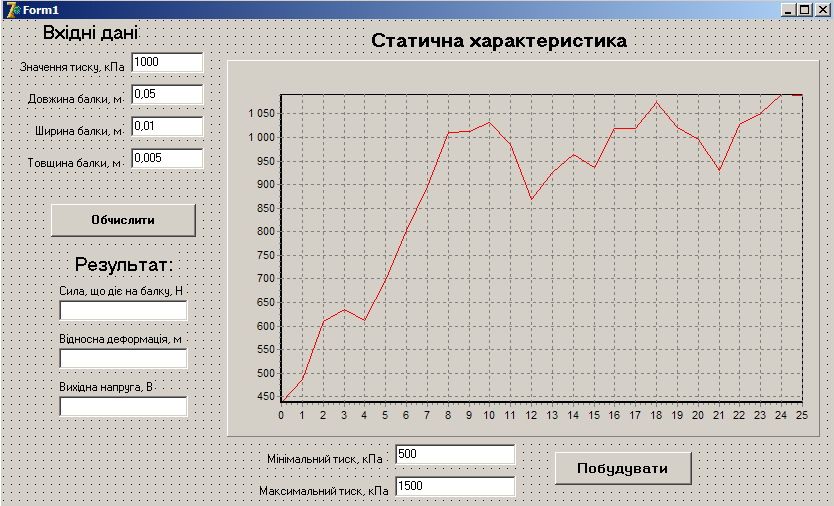 Form1
Вхідні дані
Значення тиску, кПа 1000
Довжина балки, м 0,05
Ширина балки, м 0,01
Товщина балки, м 0,005
Обчислити
Результат:
Сила, що діє на балку, Н
Відносна деформація, м
Вихідна напруга, В
Статична характеристика
1 050
1 000
950
900
850
800
750
700
650
600
550
500
450
0 1 2 3 4 5 6 7 8 9 10 11 12 13 14 15 16 17 18 19 20 21 22 23 24 25
Мінімальний тиск, кПа 500
Максимальний тиск, кПа 1500
Побудувати